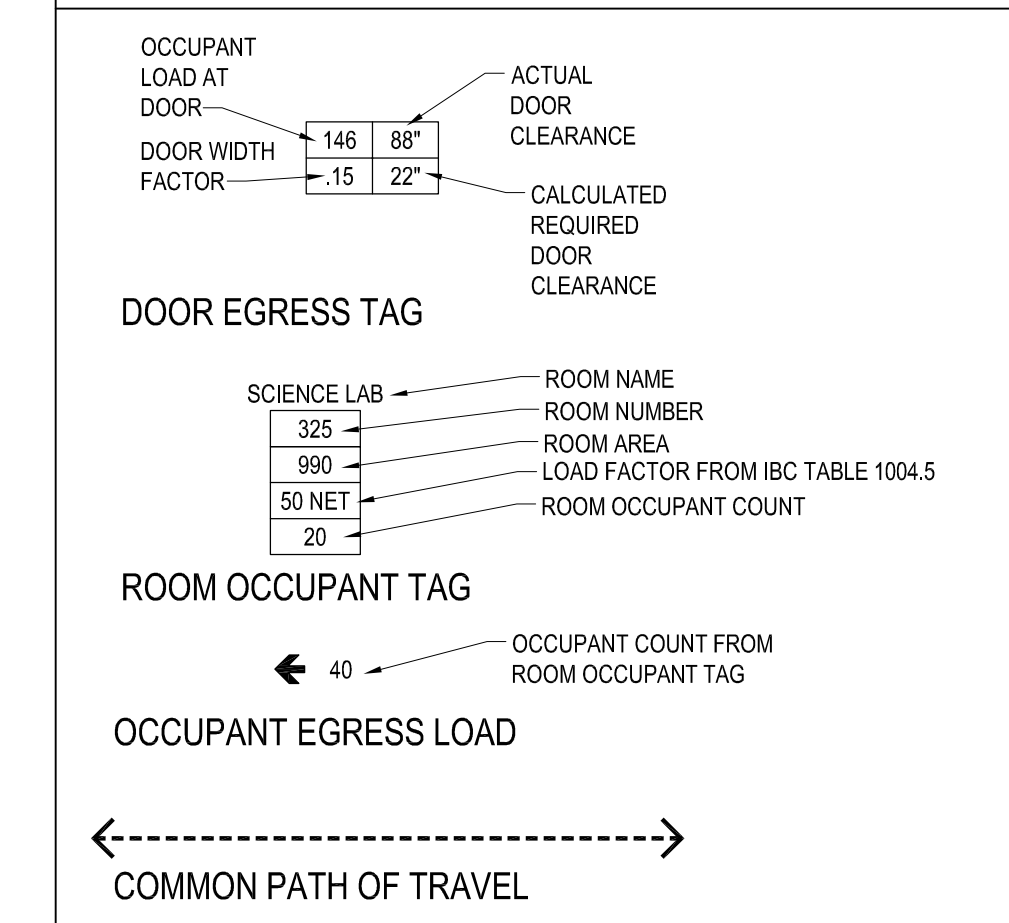 OCCUPANT
LOAD AT
DOOR
DOOR WIDTH
FACTOR
146 88"
.15 22"
ACTUAL
DOOR
CLEARANCE
CALCULATED
REQUIRED
DOOR
CLEARANCE
DOOR EGRESS TAG
SCIENCE LAB
325
990
50 NET
20
ROOM NAME
ROOM NUMBER
ROOM AREA
LOAD FACTOR FROM IBC TABLE 1004.5
ROOM OCCUPANT COUNT
ROOM OCCUPANT TAG
40
OCCUPANT COUNT FROM
ROOM OCCUPANT TAG
OCCUPANT EGRESS LOAD
COMMON PATH OF TRAVEL